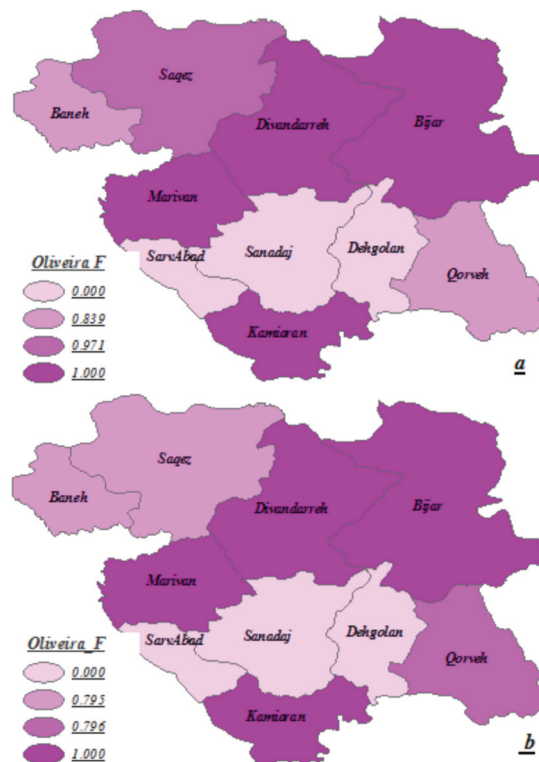 Saqez
Baneh
Divandarreh
Bijar
Marivan
SarvAbad
Sanadaj
Dehgolan
Qorveh
Kamiaran
Oliveira F
0.000
0.839
0.971
1.000
a
Saqez
Baneh
Divandarreh
Bijar
Marivan
SarvAbad
Sanadaj
Dehgolan
Qorveh
Kamiaran
Oliveira_F
0.000
0.795
0.796
1.000
b